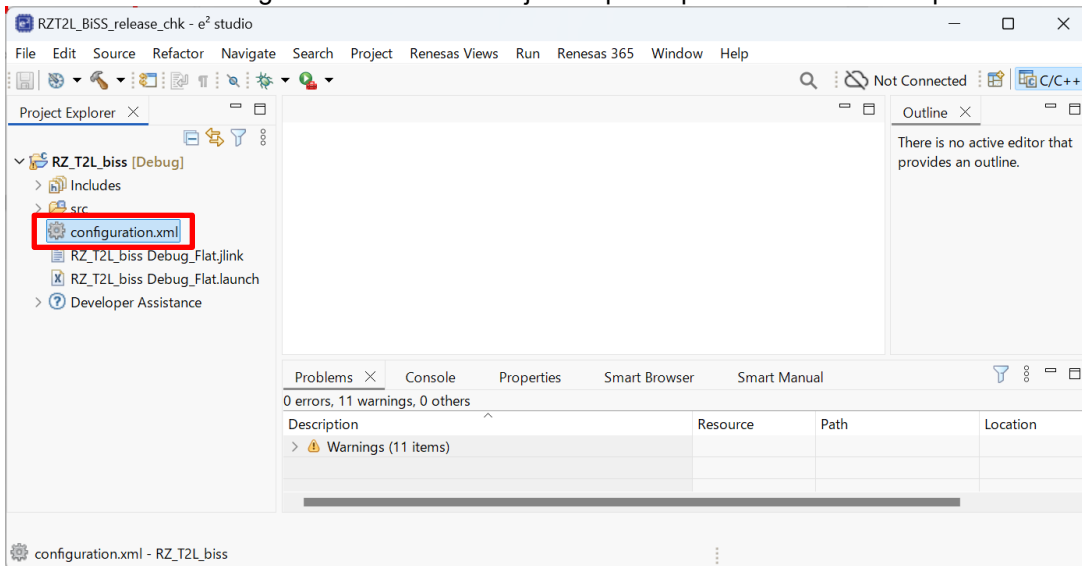 RZT2L_BiSS_release_chk - e² studio
File Edit Source Refactor Navigate Search Project Renesas Views Run Renesas 365 Window Help
Not Connected C/C++
Project Explorer
Outline
There is no active editor that
provides an outline.
RZ_T2L_biss [Debug]
Includes
src
configuration.xml
RZ_T2L_biss Debug_Flat.jlink
RZ_T2L_biss Debug_Flat.launch
Developer Assistance
Problems Console Properties Smart Browser Smart Manual
0 errors, 11 warnings, 0 others
Description Resource Path Location
Warnings (11 items)
configuration.xml - RZ_T2L_biss